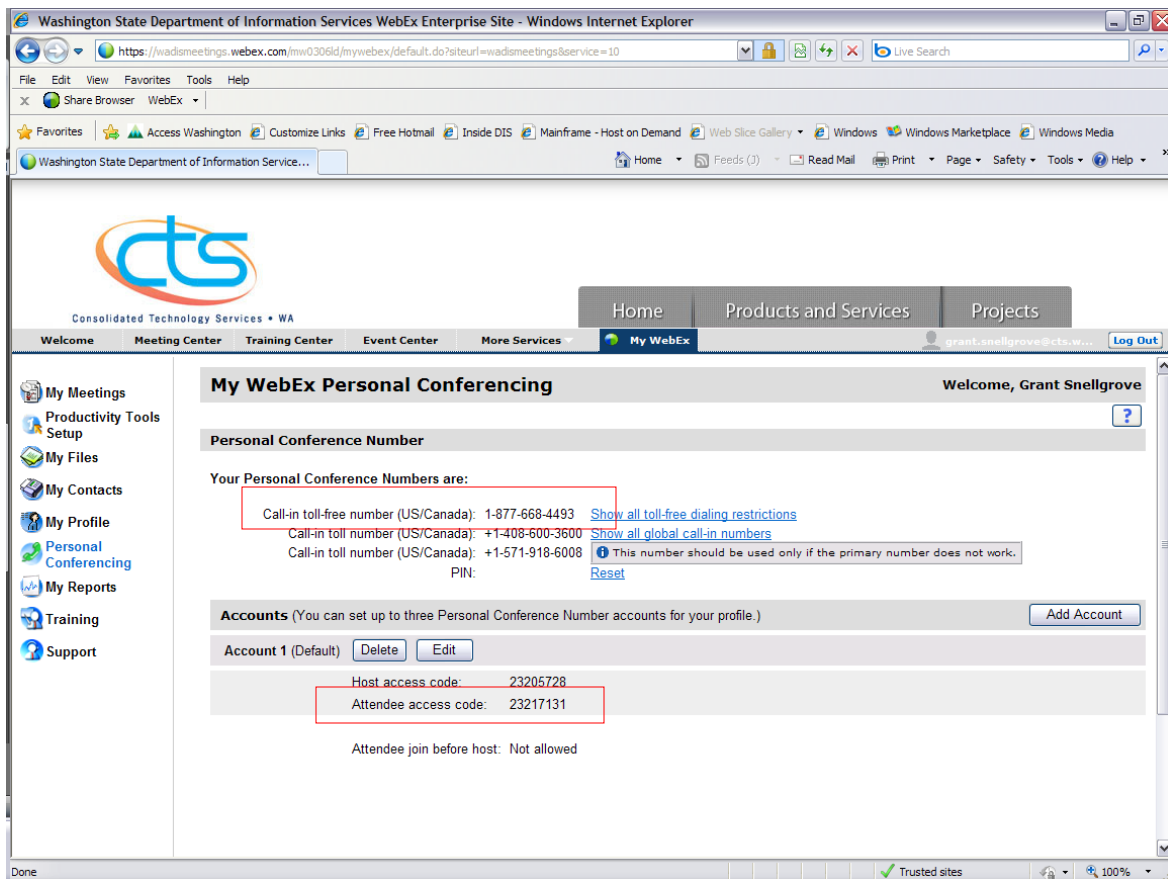 Washington State Department of Information Services WebEx Enterprise Site - Windows Internet Explorer
https://wadismeetings.webex.com/mw0306ld/mywebex/default.do?siteurl=wadismeetings&service=10 Live Search
File Edit View Favorites Tools Help
x Share Browser WebEx
Favorites Access Washington Customize Links Free Hotmail Inside DIS Mainframe - Host on Demand Web Slice Gallery Windows Windows Marketplace Windows Media
Washington State Department of Information Service... Home Feeds (J) Read Mail Print Page Safety Tools Help »
cts
Consolidated Technology Services • WA
Home Products and Services Projects
Welcome Meeting Center Training Center Event Center More Services My WebEx grant.snellgrove@cts.w... Log Out
My Meetings
Productivity Tools Setup
My Files
My Contacts
My Profile
Personal Conferencing
My Reports
Training
Support
My WebEx Personal Conferencing Welcome, Grant Snellgrove
?
Personal Conference Number
Your Personal Conference Numbers are:
Call-in toll-free number (US/Canada): 1-877-668-4493 Show all toll-free dialing restrictions
Call-in toll number (US/Canada): +1-408-600-3600 Show all global call-in numbers
Call-in toll number (US/Canada): +1-571-918-6008 This number should be used only if the primary number does not work.
PIN: Reset
Accounts (You can set up to three Personal Conference Number accounts for your profile.) Add Account
Account 1 (Default) Delete Edit
Host access code: 23205728
Attendee access code: 23217131
Attendee join before host: Not allowed
Done Trusted sites 100%